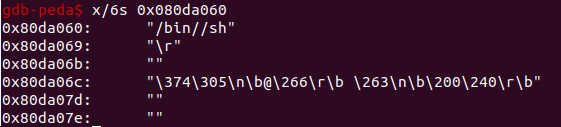 gdb-peda$ x/6s 0x080da060
0x80da060: "/bin//sh"
0x80da069: "\r"
0x80da06b: ""
0x80da06c: "\374\305\n\b@\266\r\b \263\n\b\200\240\r\b"
0x80da07d: ""
0x80da07e: ""